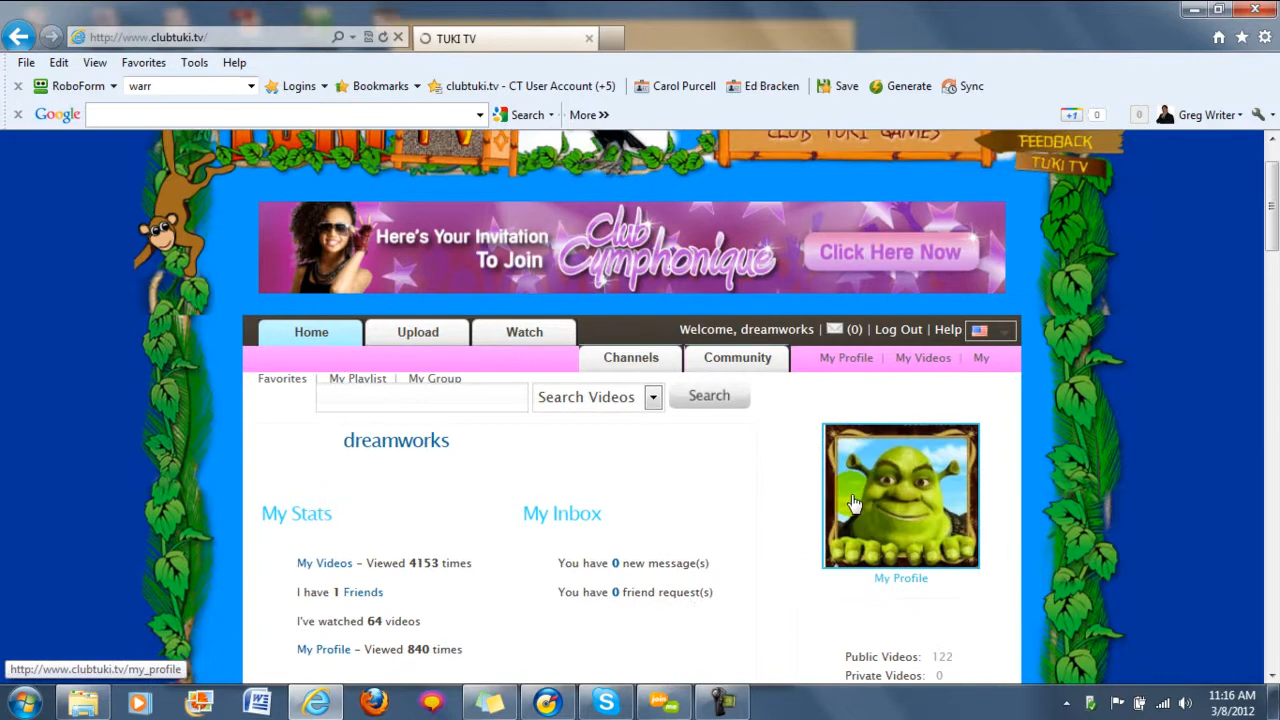 http://www.clubtuki.tv/
TUKI TV
File Edit View Favorites Tools Help
RoboForm warr Logins Bookmarks clubtuki.tv - CT User Account (+5) Carol Purcell Ed Bracken Save Generate Sync
Google Search More »
+1 0 0 Greg Writer
CLUB TUKI GAMES
FEEDBACK
TUKI TV
Here's Your Invitation
To Join
Club
Cymphonique
Click Here Now
Home Upload Watch
Welcome, dreamworks (0) Log Out Help
Channels Community My Profile | My Videos | My
Favorites | My Playlist | My Group
Search Videos Search
dreamworks
My Stats My Inbox
My Videos - Viewed 4153 times
You have 0 new message(s)
I have 1 Friends
You have 0 friend request(s)
I've watched 64 videos
My Profile - Viewed 840 times
My Profile
Public Videos: 122
Private Videos: 0
http://www.clubtuki.tv/my_profile
11:16 AM
3/8/2012